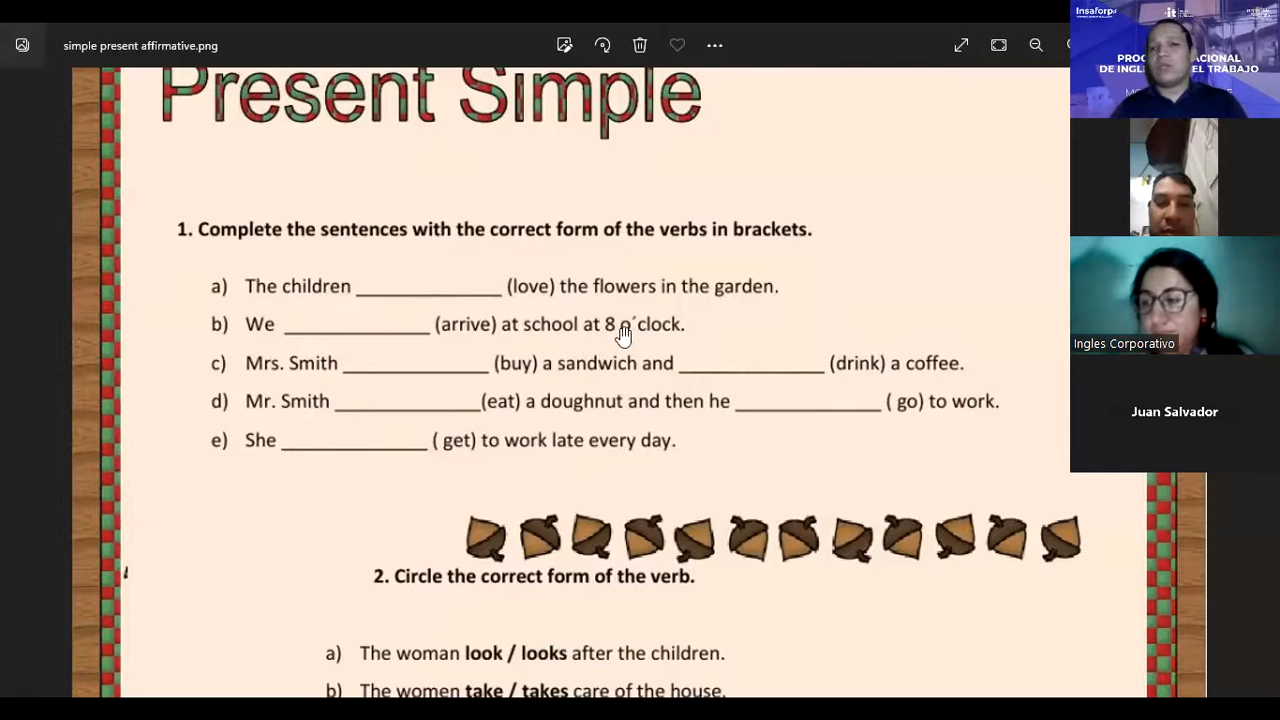 simple present affirmative.png
Present Simple
1. Complete the sentences with the correct form of the verbs in brackets.
a) The children _____________ (love) the flowers in the garden.
b) We _____________ (arrive) at school at 8 o´clock.
c) Mrs. Smith _____________ (buy) a sandwich and _____________ (drink) a coffee.
d) Mr. Smith _____________(eat) a doughnut and then he _____________ ( go) to work.
e) She _____________ ( get) to work late every day.
2. Circle the correct form of the verb.
a) The woman look / looks after the children.
b) The women take / takes care of the house.
Insaforp
it
Ingles Corporativo
Juan Salvador